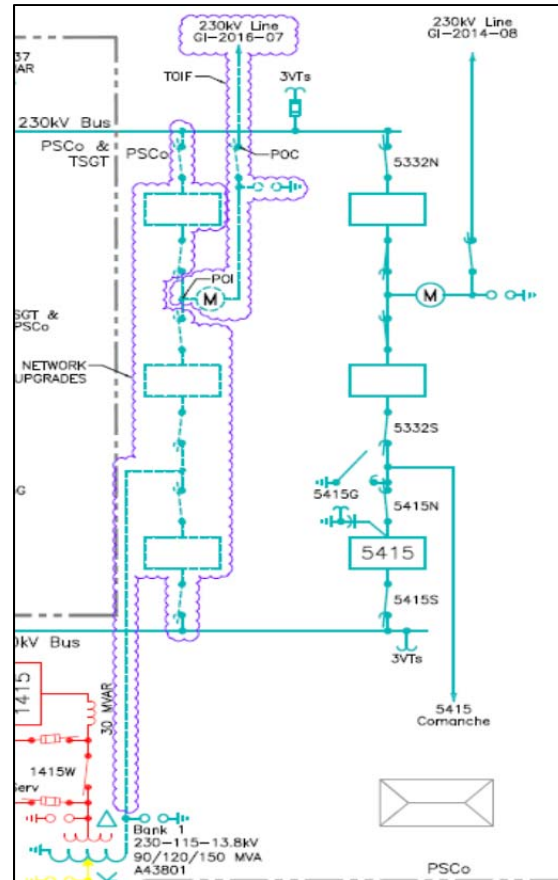 230kV Line
GI-2016-07
230kV Line
GI-2014-08
37
TOIF
3VTs
230kV Bus
PSCo &
TSGT
PSCo
POC
5332N
POI
M
M
SGT &
PSCo
NETWORK
UPGRADES
5332S
G
5415G
5415N
5415
5415S
0kV Bus
3VTs
1415
30 MVAR
5415
Comanche
1415W
Serv
Bank 1
230-115-13.8kV
90/120/150 MVA
A43801
PSCo